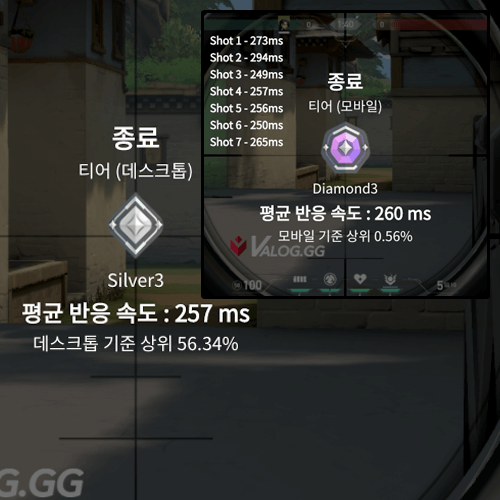 종료
티어 (데스크톱)
Silver3
평균 반응 속도 : 257 ms
데스크톱 기준 상위 56.34%
G.GG
Shot 1 - 273ms
Shot 2 - 294ms
Shot 3 - 249ms
Shot 4 - 257ms
Shot 5 - 256ms
Shot 6 - 250ms
Shot 7 - 265ms
1:40
종료
티어 (모바일)
Diamond3
평균 반응 속도 : 260 ms
모바일 기준 상위 0.56%
VALOG.GG
100
5